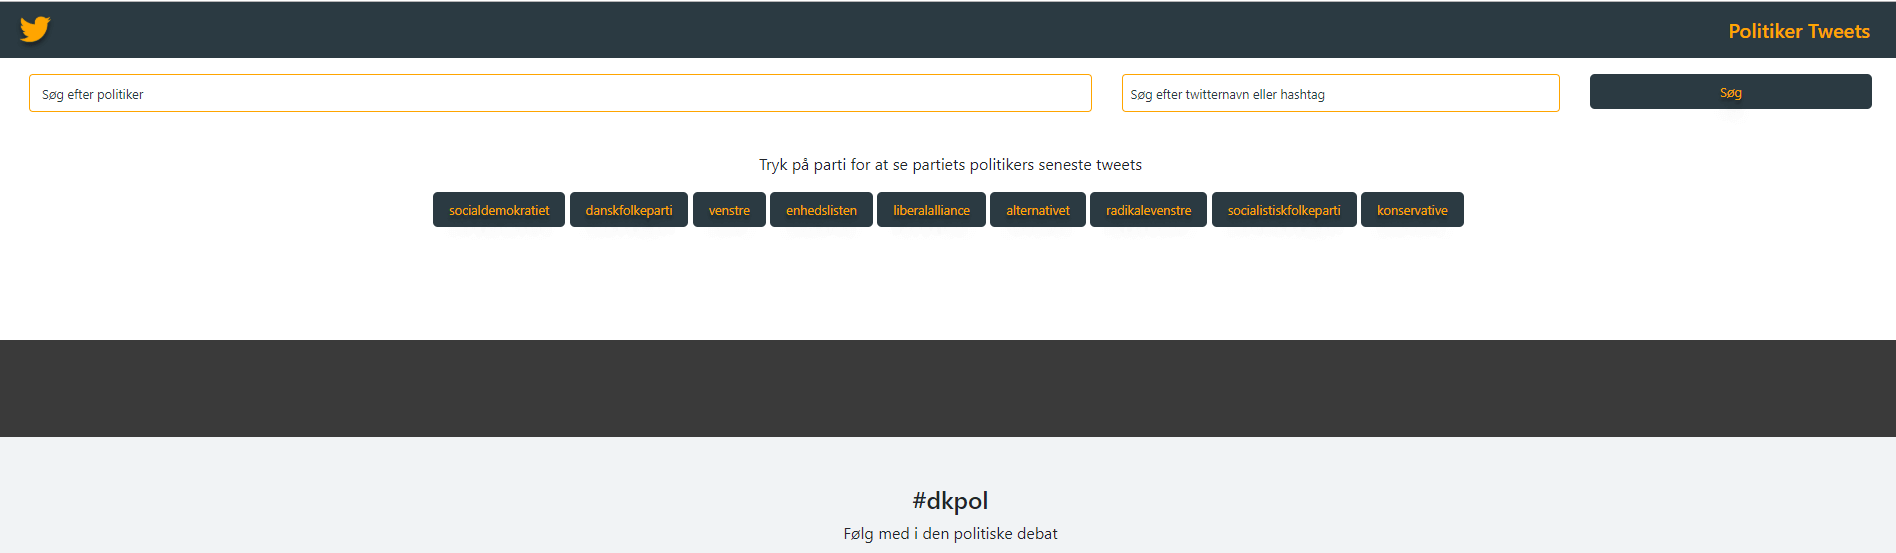 Politiker Tweets
Søg efter politiker
Søg efter twitternavn eller hashtag
Søg
Tryk på parti for at se partiets politikers seneste tweets
socialdemokratiet danskfolkeparti venstre enhedslisten liberalalliance alternativet radikalevenstre socialistiskfolkeparti konservative
#dkpol
Følg med i den politiske debat